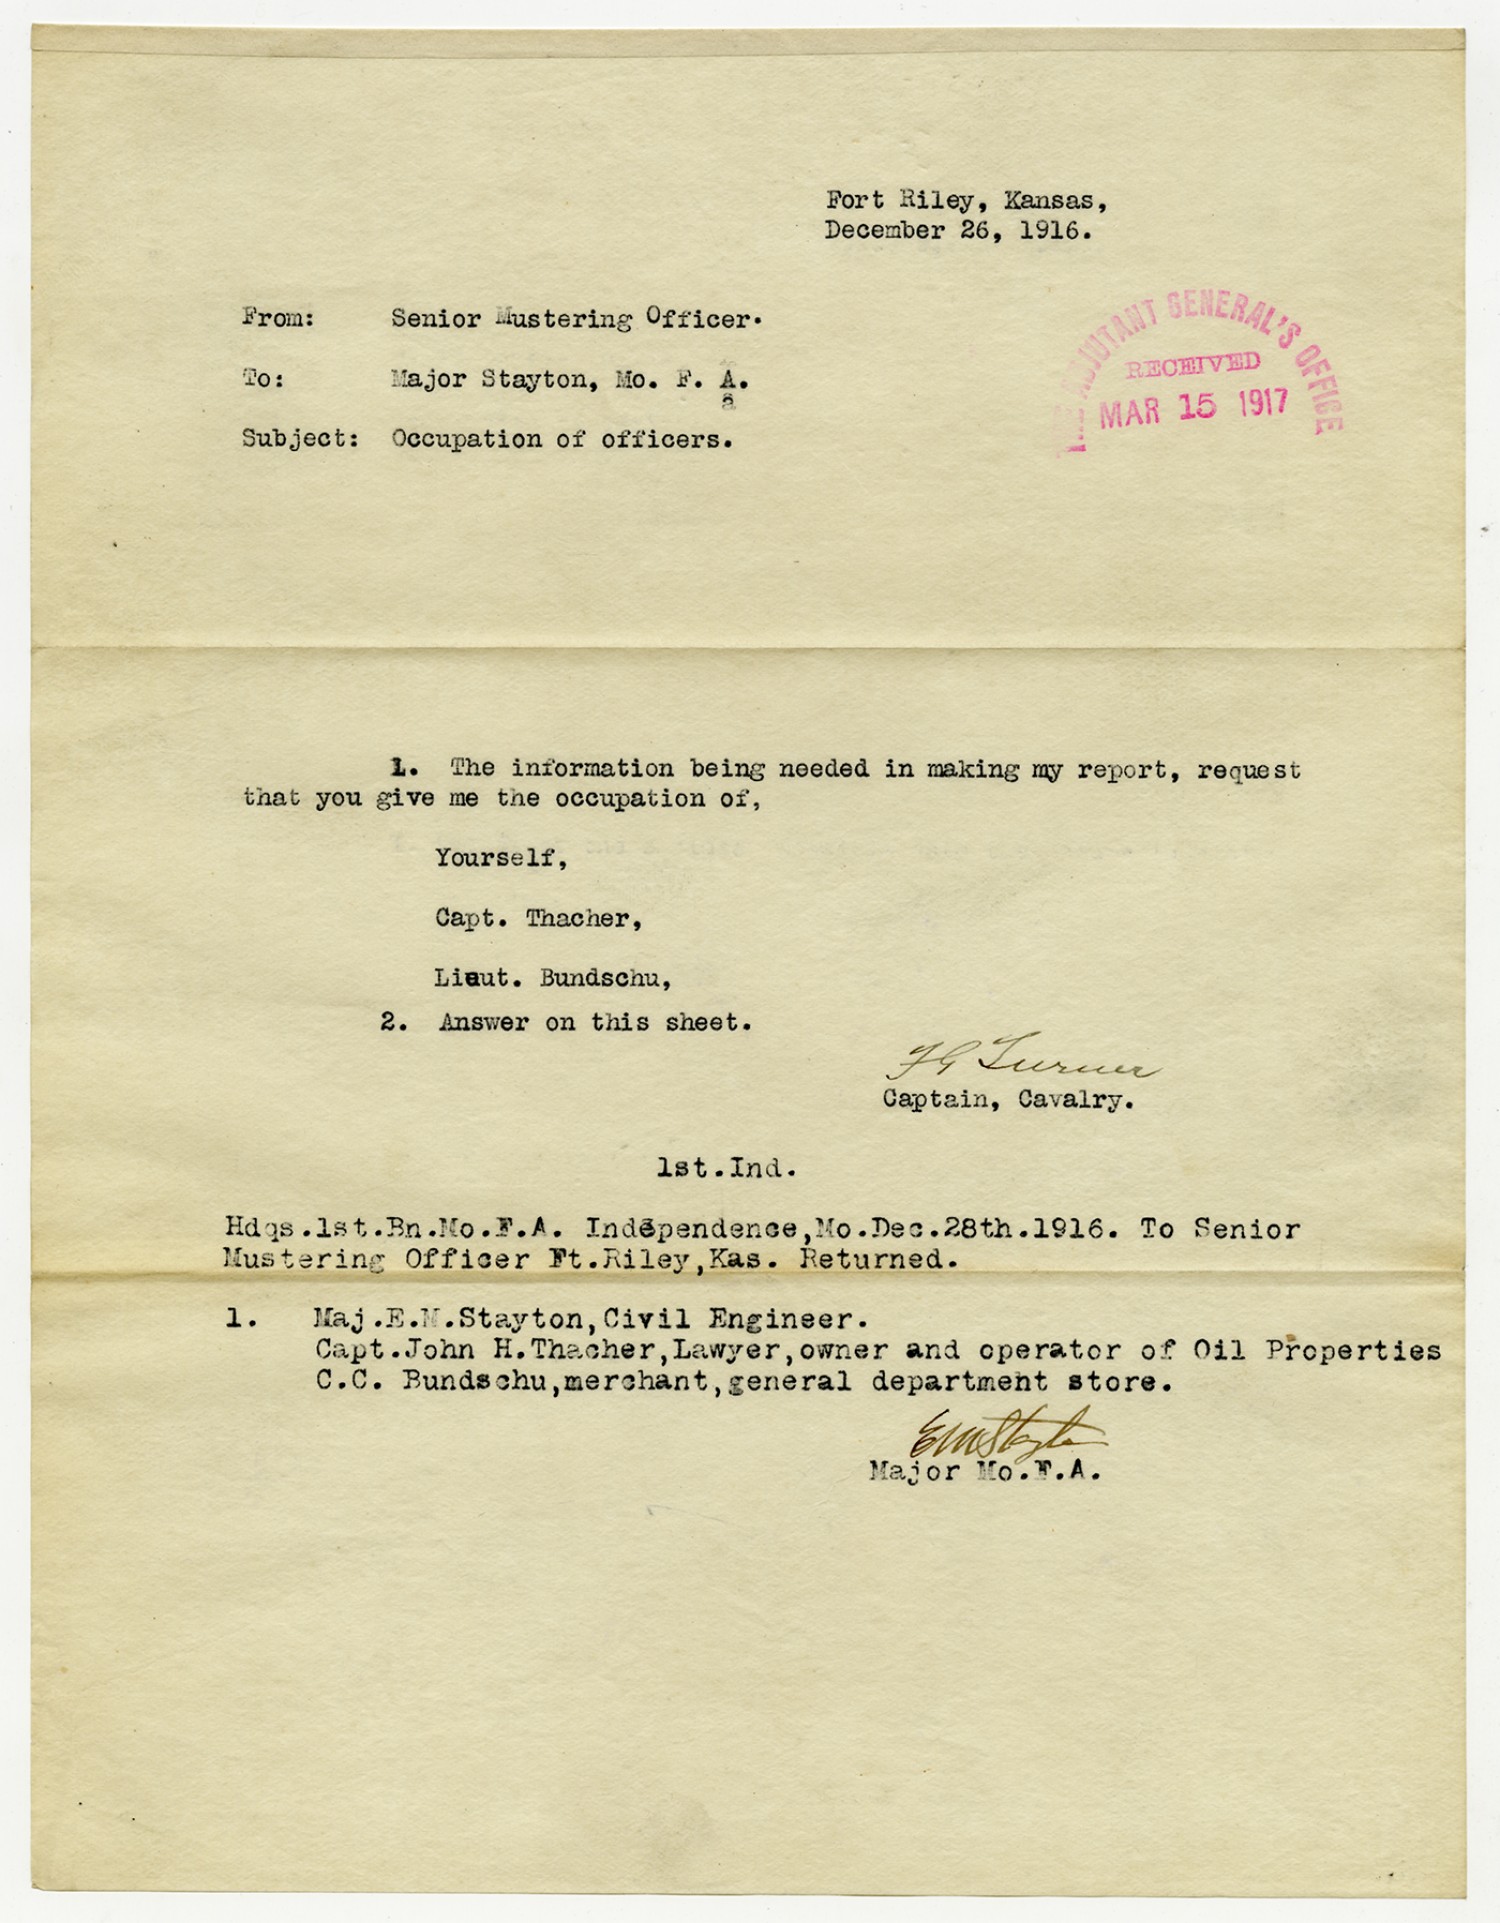 Fort Riley, Kansas,
December 26, 1916.
From: Senior Mustering Officer.
To: Major Stayton, Mo. F. A.
a
Subject: Occupation of officers.
ADJUTANT GENERAL'S OFFICE
RECEIVED
MAR 15 1917
1. The information being needed in making my report, request
that you give me the occupation of,
Yourself,
Capt. Thacher,
Lieut. Bundschu,
2. Answer on this sheet.
F G Turner
Captain, Cavalry.
1st.Ind.
Hdqs.1st.Bn.Mo.F.A. Independence,Mo.Dec.28th.1916. To Senior
Mustering Officer Ft.Riley,Kas. Returned.
1. Maj.E.M.Stayton,Civil Engineer.
Capt.John H.Thacher,Lawyer,owner and operator of Oil Properties
C.C. Bundschu,merchant,general department store.
EMStayton
Major Mo.F.A.